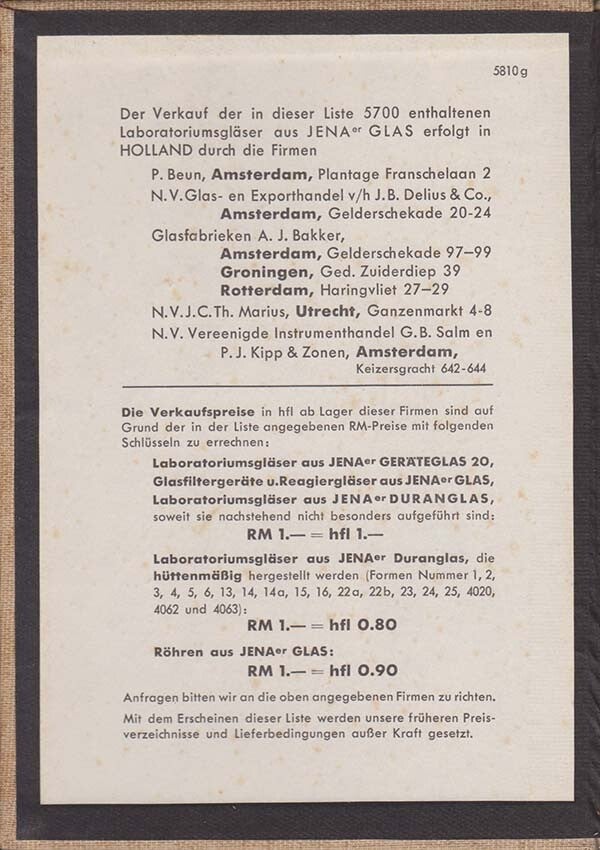 5810g
Der Verkauf der in dieser Liste 5700 enthaltenen
Laboratoriumsgläser aus JENAer GLAS erfolgt in
HOLLAND durch die Firmen
P. Beun, Amsterdam, Plantage Franschelaan 2
N.V.Glas- en Exporthandel v/h J.B. Delius & Co.,
Amsterdam, Gelderschekade 20-24
Glasfabrieken A. J. Bakker,
Amsterdam, Gelderschekade 97–99
Groningen, Ged. Zuiderdiep 39
Rotterdam, Haringvliet 27–29
N.V.J.C.Th. Marius, Utrecht, Ganzenmarkt 4-8
N.V. Vereenigde Instrumenthandel G.B. Salm en
P. J. Kipp & Zonen, Amsterdam,
Keizersgracht 642-644
Die Verkaufspreise in hfl ab Lager dieser Firmen sind auf
Grund der in der Liste angegebenen RM-Preise mit folgenden
Schlüsseln zu errechnen:
Laboratoriumsgläser aus JENAer GERÄTEGLAS 20,
Glasfiltergeräte u.Reagiergläser aus JENAer GLAS,
Laboratoriumsgläser aus JENAer DURANGLAS,
soweit sie nachstehend nicht besonders aufgeführt sind:
RM 1.— = hfl 1.—
Laboratoriumsgläser aus JENAer Duranglas, die
hüttenmäßig hergestellt werden (Formen Nummer 1, 2,
3, 4, 5, 6, 13, 14, 14a, 15, 16, 22a, 22b, 23, 24, 25, 4020,
4062 und 4063):
RM 1.— = hfl 0.80
Röhren aus JENAer GLAS:
RM 1.— = hfl 0.90
Anfragen bitten wir an die oben angegebenen Firmen zu richten.
Mit dem Erscheinen dieser Liste werden unsere früheren Preis-
verzeichnisse und Lieferbedingungen außer Kraft gesetzt.